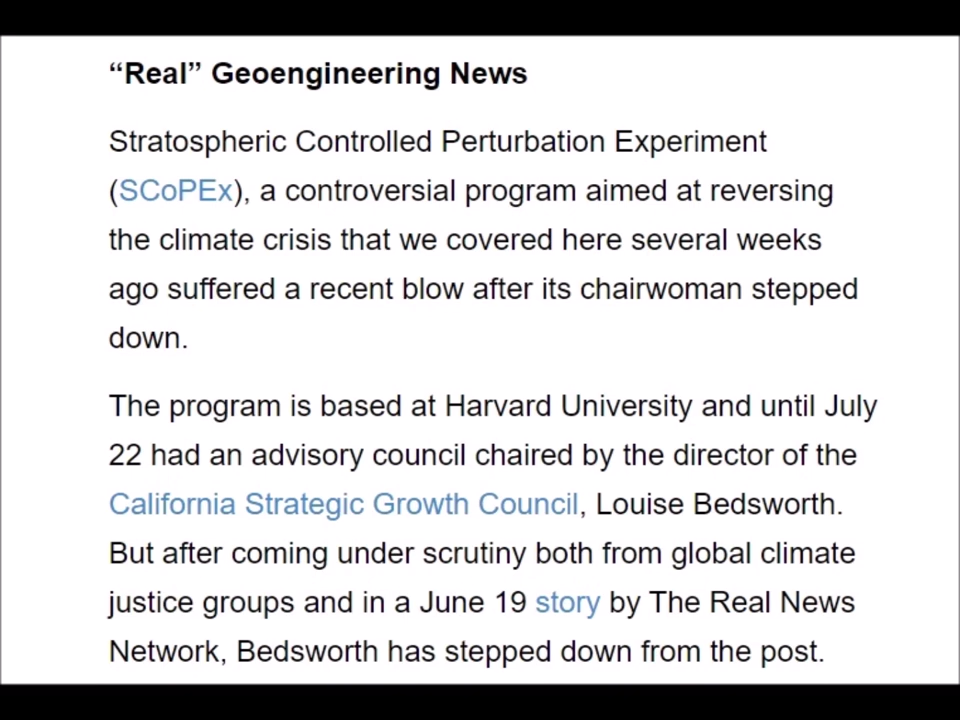 “Real” Geoengineering News
Stratospheric Controlled Perturbation Experiment
(SCoPEx), a controversial program aimed at reversing
the climate crisis that we covered here several weeks
ago suffered a recent blow after its chairwoman stepped
down.
The program is based at Harvard University and until July
22 had an advisory council chaired by the director of the
California Strategic Growth Council, Louise Bedsworth.
But after coming under scrutiny both from global climate
justice groups and in a June 19 story by The Real News
Network, Bedsworth has stepped down from the post.